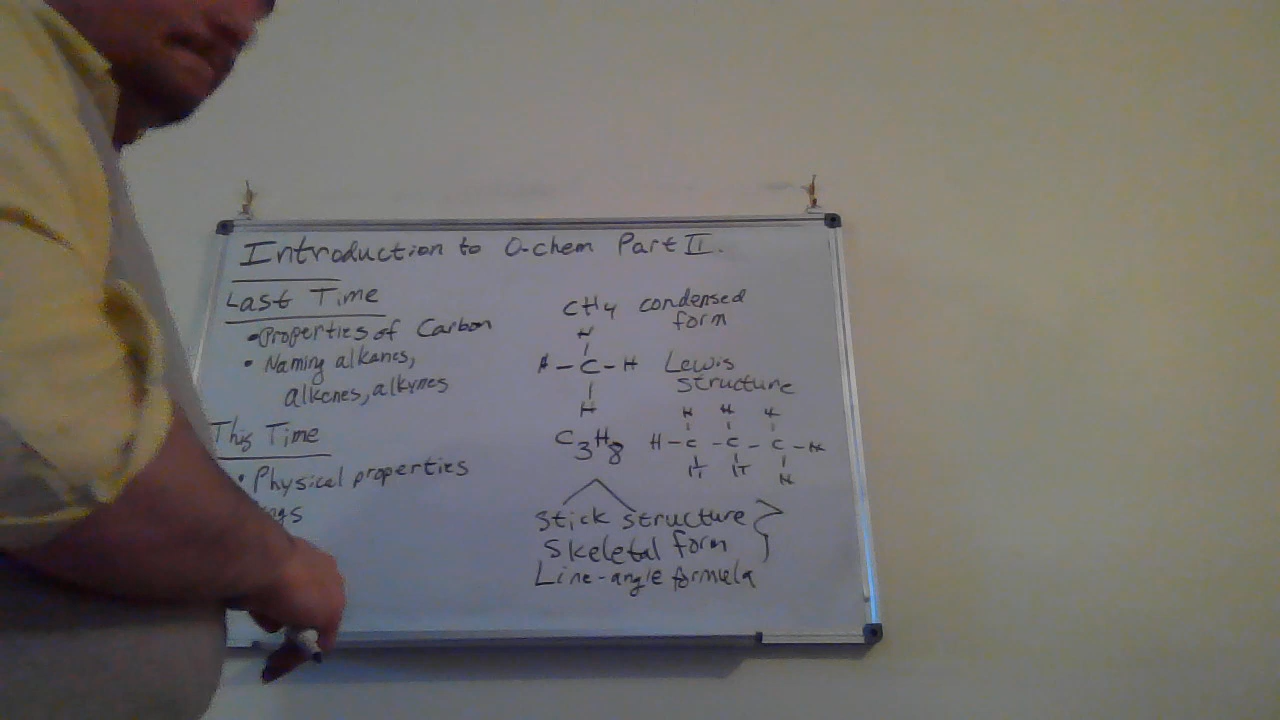 Introduction to O-chem Part II.
Last Time
• Properties of Carbon
• Naming alkanes,
alkenes, alkynes
This Time
• Physical properties
CH4 condensed
form
H
H - C - H Lewis
structure
H
H H H
C3H8 H - C - C - C - H
H H H
Stick structure
Skeletal form
Line-angle formula